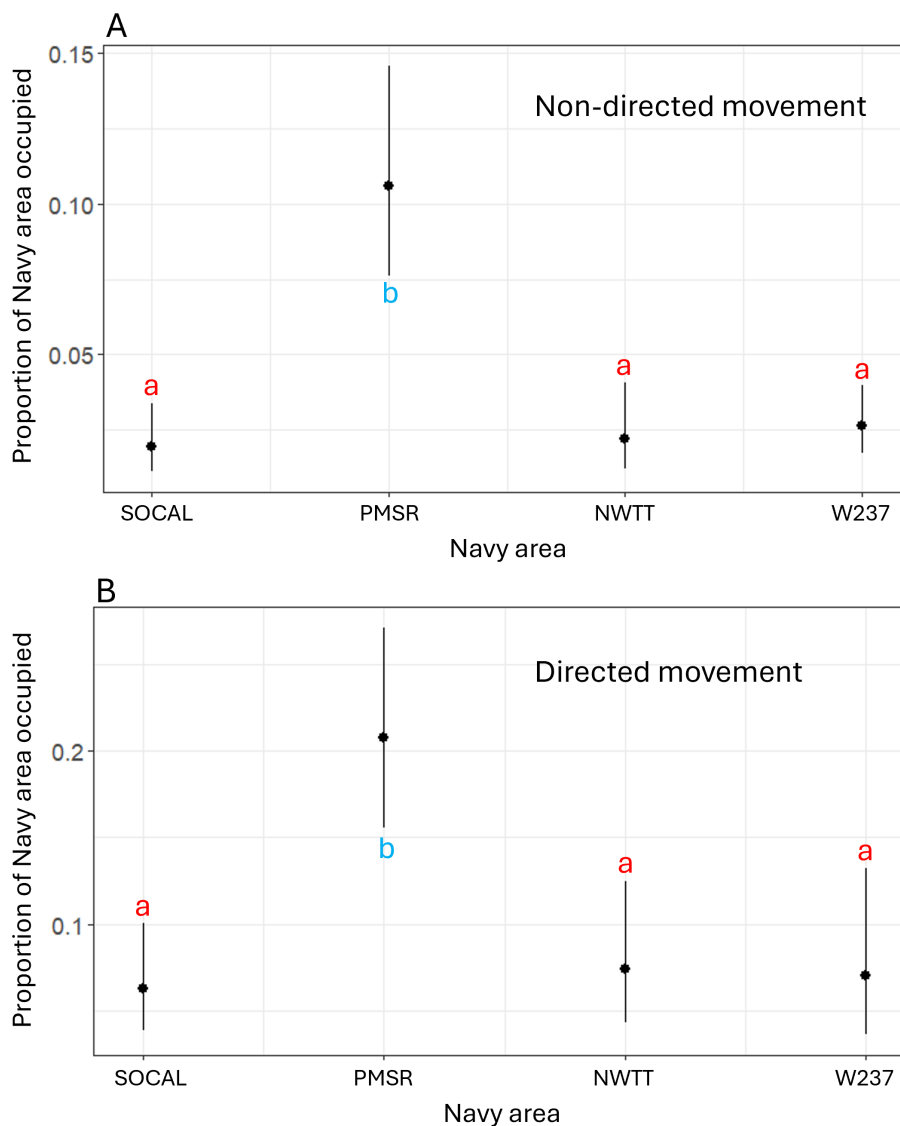 A
Non-directed movement
Proportion of Navy area occupied
0.15
0.10
0.05
a
b
a
a
SOCAL
PMSR
NWTT
W237
Navy area
B
Directed movement
Proportion of Navy area occupied
0.2
0.1
a
b
a
a
SOCAL
PMSR
NWTT
W237
Navy area